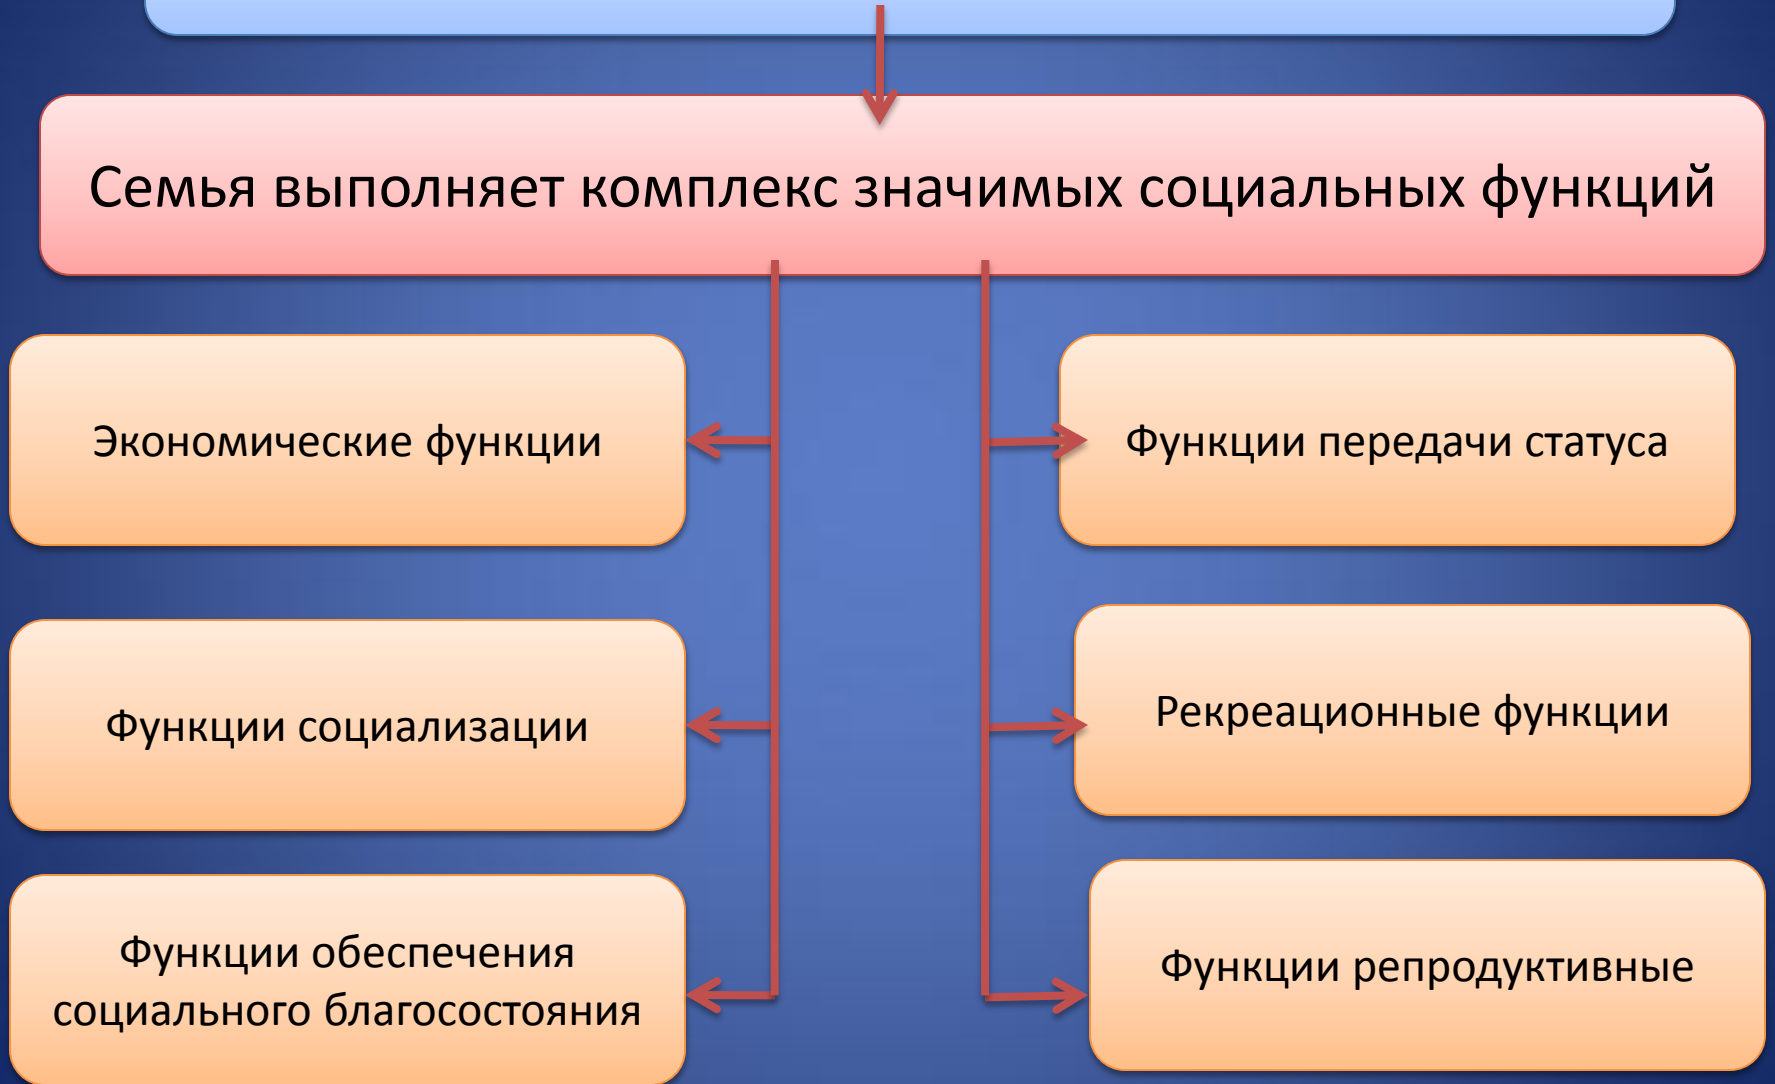 Семья выполняет комплекс значимых социальных функций
Экономические функции
Функции передачи статуса
Функции социализации
Рекреационные функции
Функции обеспечения
социального благосостояния
Функции репродуктивные